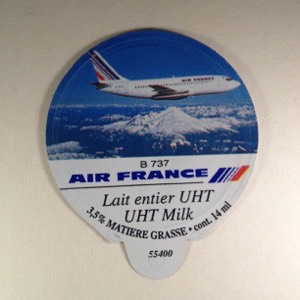 AIR FRANCE
B 737
AIR FRANCE
Lait entier UHT
UHT Milk
3,5% MATIERE GRASSE • cont. 14 ml
55400